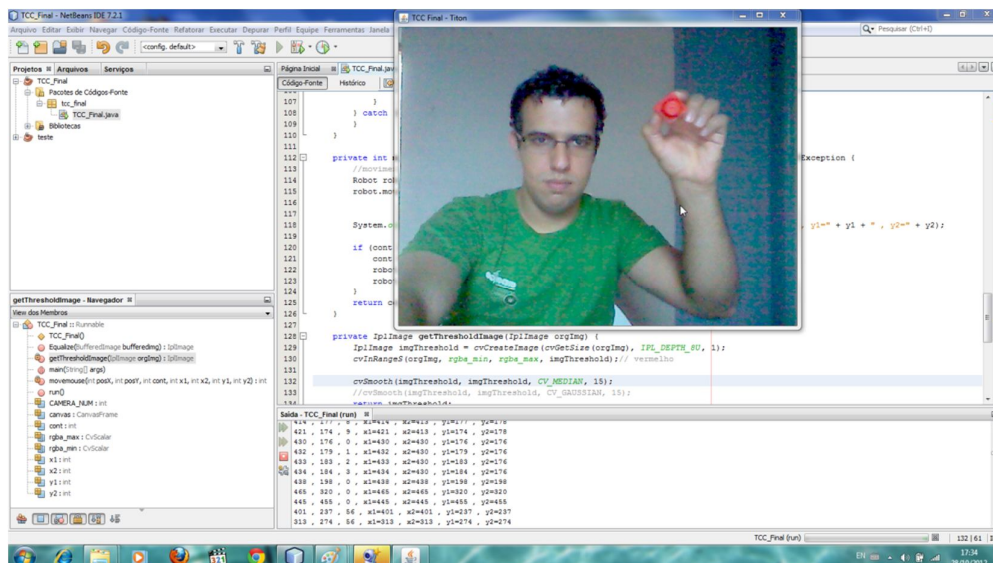 TCC_Final - NetBeans IDE 7.2.1
TCC Final - Titon
Arquivo Editar Exibir Navegar Código-Fonte Refatorar Executar Depurar Perfil Equipe Ferramentas Janela
Pesquisar (Ctrl+I)
<config. default>
Projetos Arquivos Serviços
Página Inicial TCC_Final.java
TCC_Final
Pacotes de Códigos-Fonte
tcc_final
TCC_Final.java
Bibliotecas
teste
Código-Fonte Histórico
107 }
108 } catch
109 }
110 }
111
112 private int Exception {
113 //movime
114 Robot rob
115 robot.mo
116
117
118 System.o , y1=" + y1 + " , y2=" + y2);
119
120 if (cont
121 cont
122 robo
123 robo
124 }
125 return c
126 }
127
128 private IplImage getThresholdImage(IplImage orgImg) {
129 IplImage imgThreshold = cvCreateImage(cvGetSize(orgImg), IPL_DEPTH_8U, 1);
130 cvInRangeS(orgImg, rgba_min, rgba_max, imgThreshold);// vermelho
131
132 cvSmooth(imgThreshold, imgThreshold, CV_MEDIAN, 15);
133 //cvSmooth(imgThreshold, imgThreshold, CV_GAUSSIAN, 15);
134 return imgThreshold;
getThresholdImage - Navegador
View dos Membros
TCC_Final :: Runnable
TCC_Final()
Equalize(BufferedImage bufferedimg) : IplImage
getThresholdImage(IplImage orgImg) : IplImage
main(String[] args)
movemouse(int posX, int posY, int cont, int x1, int x2, int y1, int y2) : int
run()
CAMERA_NUM : int
canvas : CanvasFrame
cont : int
rgba_max : CvScalar
rgba_min : CvScalar
x1 : int
x2 : int
y1 : int
y2 : int
Saída - TCC_Final (run)
414 , 177 , 8 , x1=414 , x2=413 , y1=177 , y2=178
421 , 174 , 9 , x1=421 , x2=413 , y1=174 , y2=178
430 , 176 , 0 , x1=430 , x2=430 , y1=176 , y2=176
432 , 179 , 1 , x1=432 , x2=430 , y1=179 , y2=176
433 , 183 , 2 , x1=433 , x2=430 , y1=183 , y2=176
434 , 184 , 3 , x1=434 , x2=430 , y1=184 , y2=176
438 , 198 , 0 , x1=438 , x2=438 , y1=198 , y2=198
465 , 320 , 0 , x1=465 , x2=465 , y1=320 , y2=320
445 , 455 , 0 , x1=445 , x2=445 , y1=455 , y2=455
401 , 237 , 56 , x1=401 , x2=401 , y1=237 , y2=237
313 , 274 , 56 , x1=313 , x2=313 , y1=274 , y2=274
TCC_Final (run) 132 | 61
EN 17:34